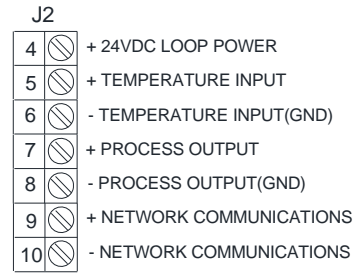 J2
4 + 24VDC LOOP POWER
5 + TEMPERATURE INPUT
6 - TEMPERATURE INPUT(GND)
7 + PROCESS OUTPUT
8 - PROCESS OUTPUT(GND)
9 + NETWORK COMMUNICATIONS
10 - NETWORK COMMUNICATIONS